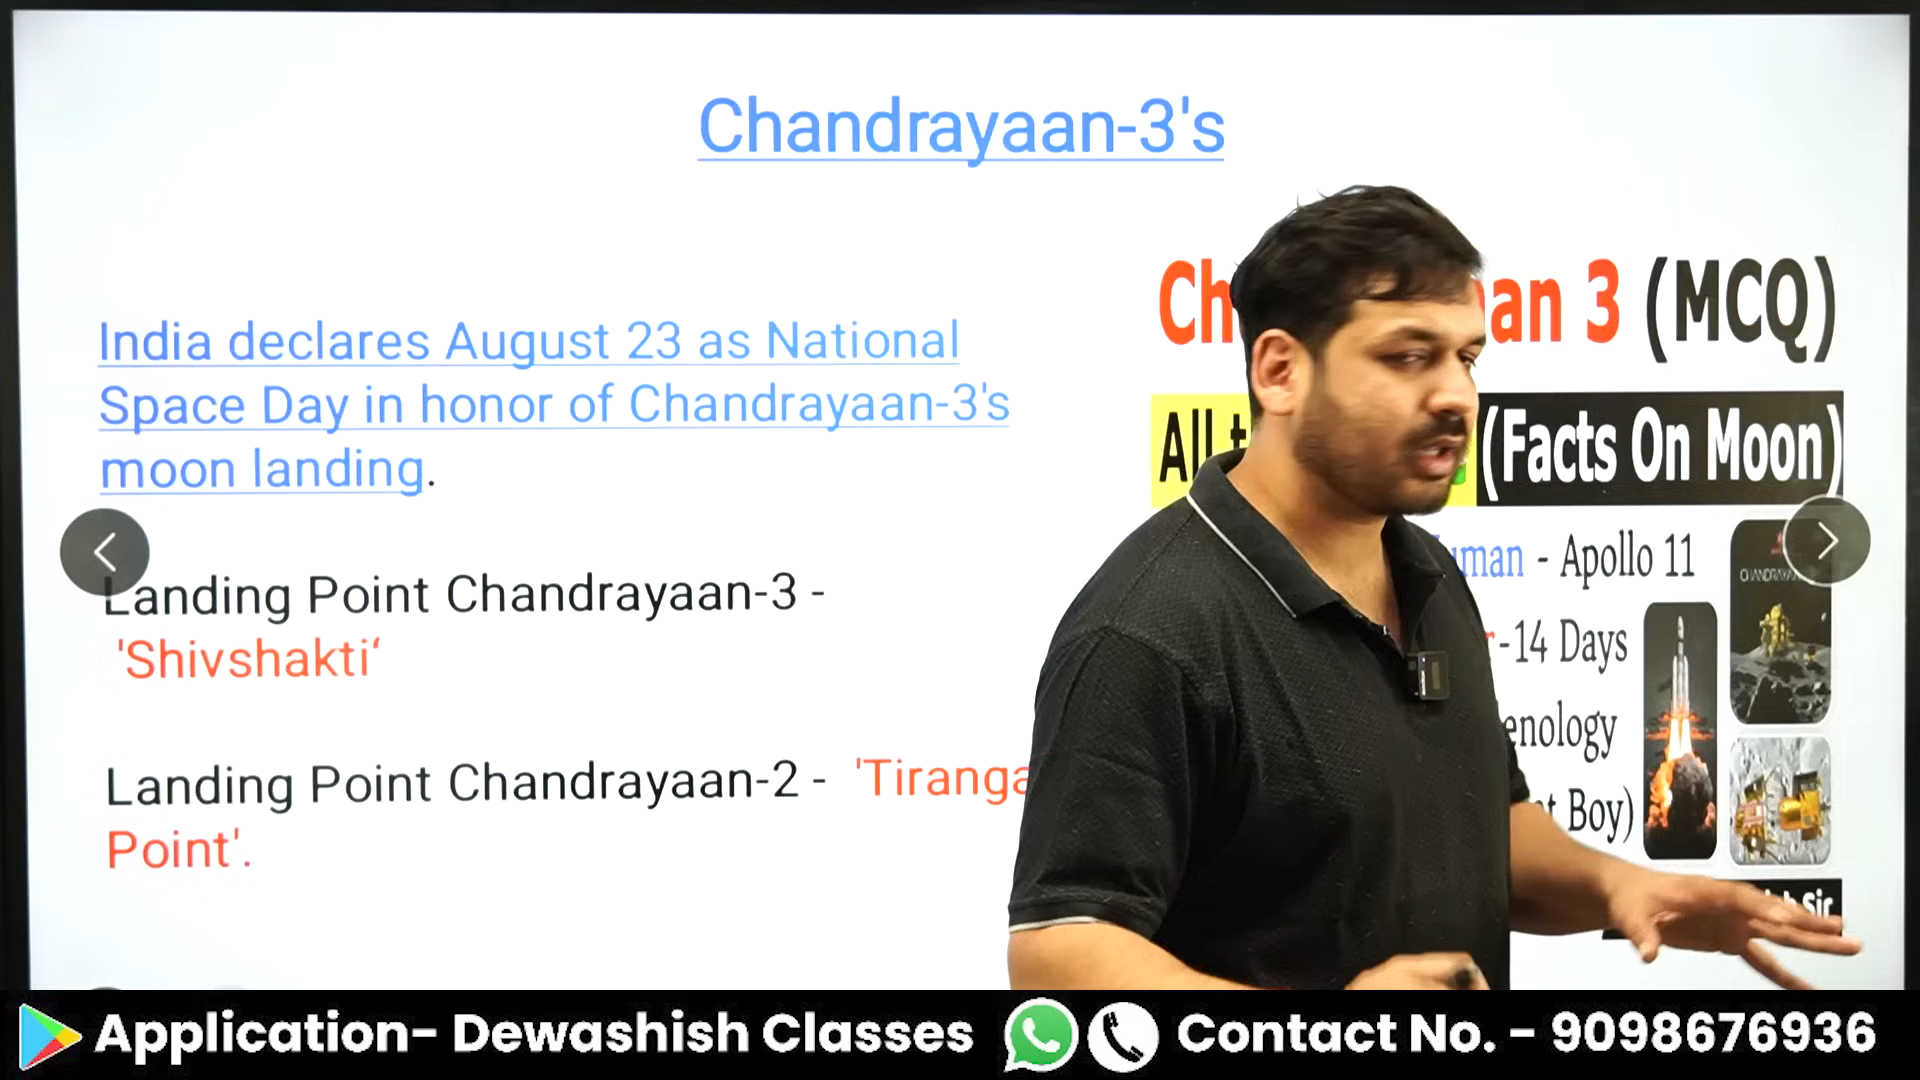 Chandrayaan-3's
India declares August 23 as National
Space Day in honor of Chandrayaan-3's
moon landing.
Landing Point Chandrayaan-3 -
'Shivshakti‘
Landing Point Chandrayaan-2 - 'Tiranga
Point'.
3 (MCQ)
All (Facts On Moon)
- Apollo 11
-14 Days
Boy)
Sir
Application- Dewashish Classes
Contact No. - 9098676936